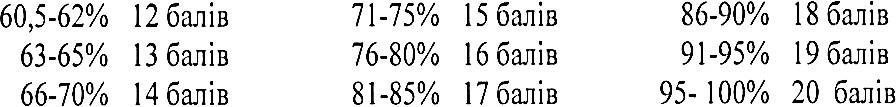 60,5-62% 12 балів 71-75% 15 балів 86-90% 18 балів
63-65% 13 балів 76-80% 16 балів 91-95% 19 балів
66-70% 14 балів 81-85% 17 балів 95- 100% 20 балів